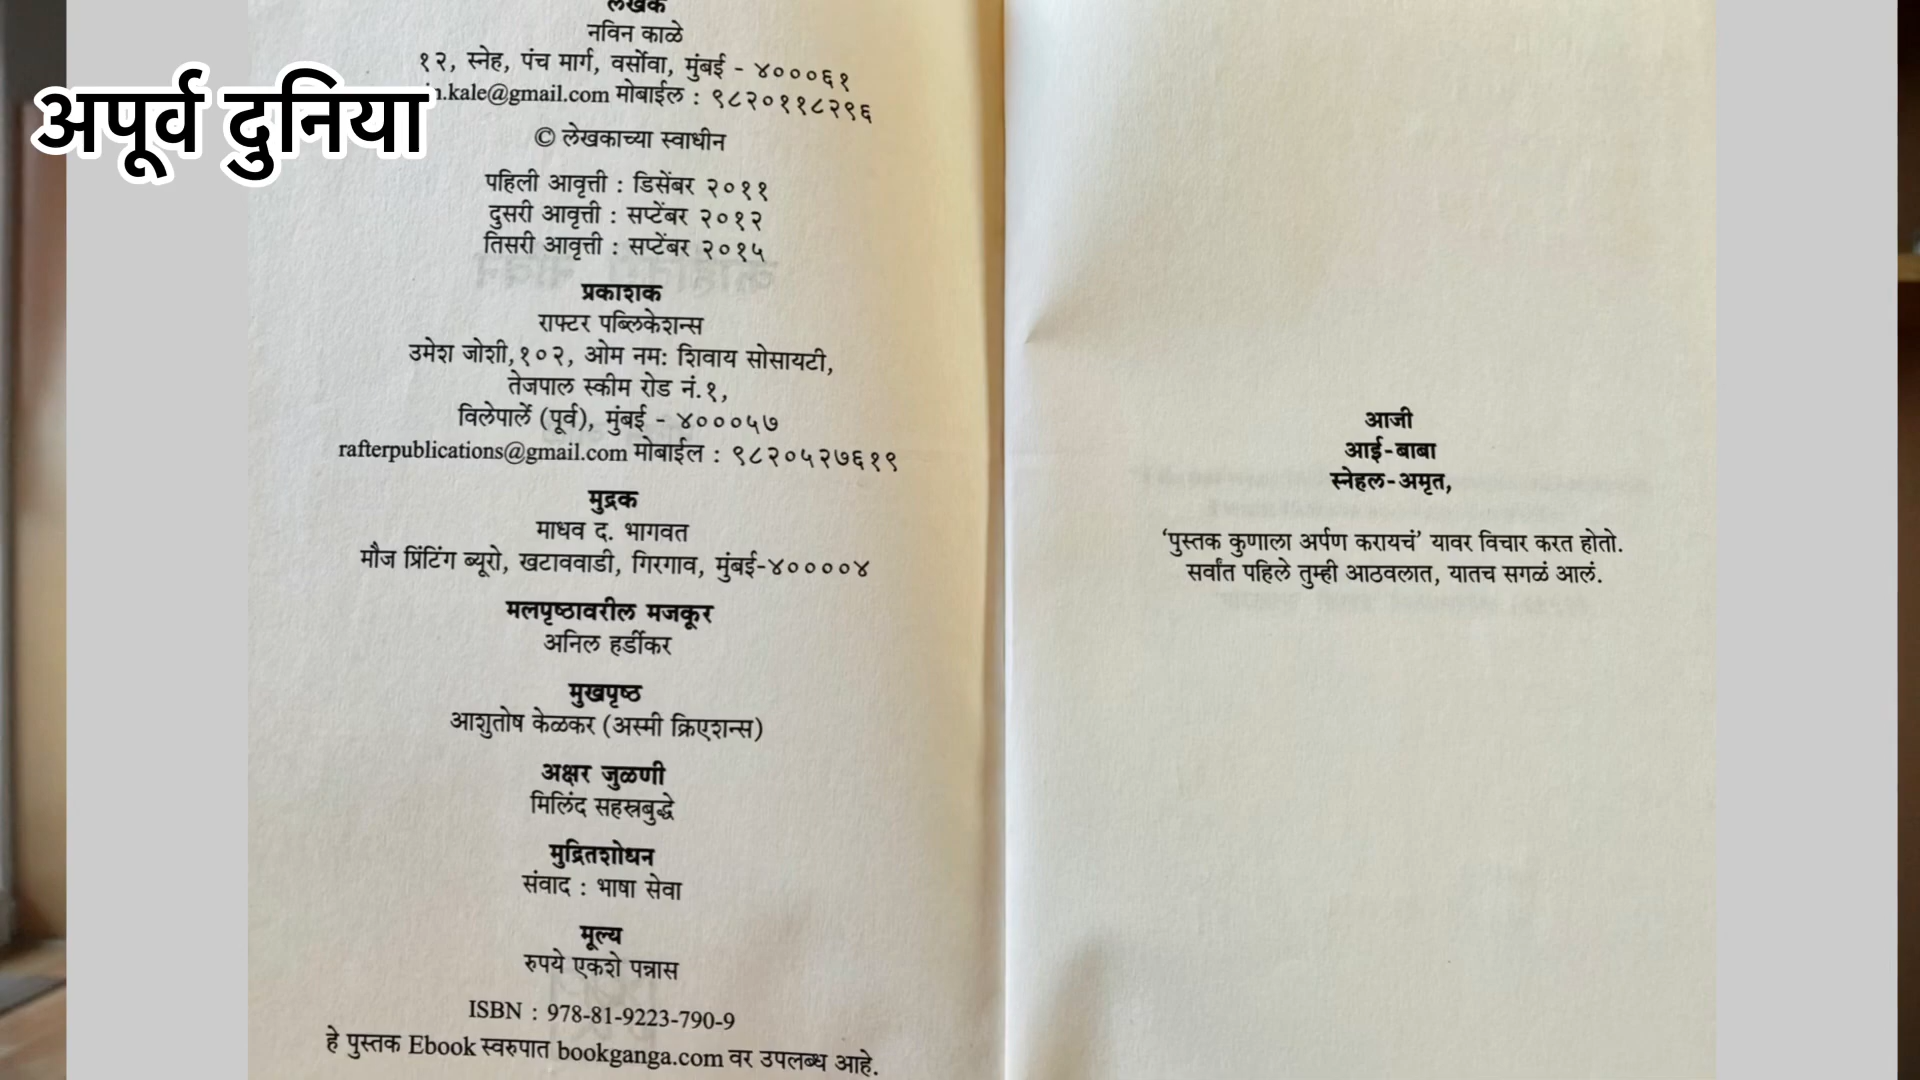 अपूर्व दुनिया
लेखक
नविन काळे
१२, स्नेह, पंच मार्ग, वर्सोवा, मुंबई - ४०००६१
n.kale@gmail.com मोबाईल : ९८२०११८२९६
© लेखकाच्या स्वाधीन
पहिली आवृत्ती : डिसेंबर २०११
दुसरी आवृत्ती : सप्टेंबर २०१२
तिसरी आवृत्ती : सप्टेंबर २०१५
प्रकाशक
राफ्टर पब्लिकेशन्स
उमेश जोशी,१०२, ओम नमः शिवाय सोसायटी,
तेजपाल स्कीम रोड नं.१,
विलेपार्ले (पूर्व), मुंबई - ४०००५७
rafterpublications@gmail.com मोबाईल : ९८२०५२७६१९
मुद्रक
माधव द. भागवत
मौज प्रिंटिंग ब्यूरो, खटाववाडी, गिरगाव, मुंबई-४००००४
मलपृष्ठावरील मजकूर
अनिल हर्डीकर
मुखपृष्ठ
आशुतोष केळकर (अस्मी क्रिएशन्स)
अक्षर जुळणी
मिलिंद सहस्रबुद्धे
मुद्रितशोधन
संवाद : भाषा सेवा
मूल्य
रुपये एकशे पन्नास
ISBN : 978-81-9223-790-9
हे पुस्तक Ebook स्वरुपात bookganga.com वर उपलब्ध आहे.
आजी
आई-बाबा
स्नेहल-अमृत,
‘पुस्तक कुणाला अर्पण करायचं’ यावर विचार करत होतो.
सर्वांत पहिले तुम्ही आठवलात, यातच सगळं आलं.